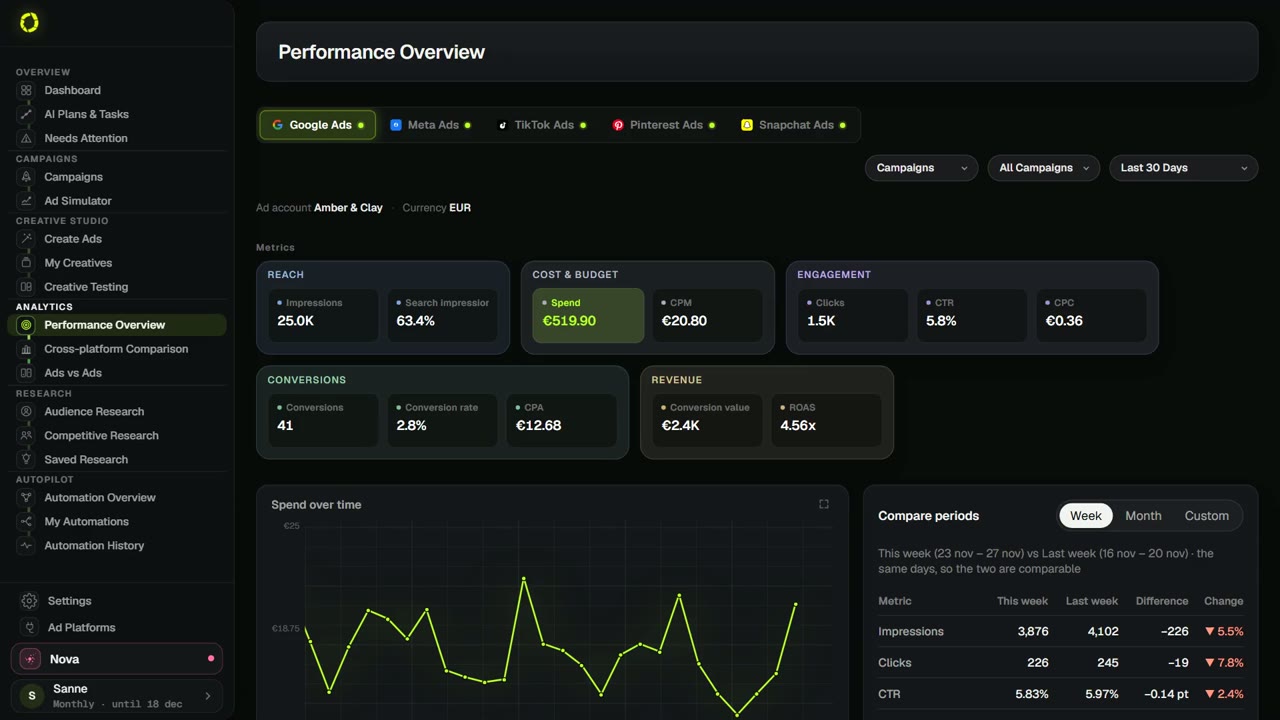 OVERVIEW
Dashboard
AI Plans & Tasks
Needs Attention
CAMPAIGNS
Campaigns
Ad Simulator
CREATIVE STUDIO
Create Ads
My Creatives
Creative Testing
ANALYTICS
Performance Overview
Cross-platform Comparison
Ads vs Ads
RESEARCH
Audience Research
Competitive Research
Saved Research
AUTOPILOT
Automation Overview
My Automations
Automation History
Settings
Ad Platforms
Nova
S
Sanne
Monthly · until 18 dec
Performance Overview
Google Ads
Meta Ads
TikTok Ads
Pinterest Ads
Snapchat Ads
Campaigns
All Campaigns
Last 30 Days
Ad account Amber & Clay · Currency EUR
Metrics
REACH
Impressions
25.0K
Search impression
63.4%
COST & BUDGET
Spend
€519.90
CPM
€20.80
ENGAGEMENT
Clicks
1.5K
CTR
5.8%
CPC
€0.36
CONVERSIONS
Conversions
41
Conversion rate
2.8%
CPA
€12.68
REVENUE
Conversion value
€2.4K
ROAS
4.56x
Spend over time
€25
€18.75
Compare periods
Week Month Custom
This week (23 nov – 27 nov) vs Last week (16 nov – 20 nov) · the
same days, so the two are comparable
Metric This week Last week Difference Change
Impressions 3,876 4,102 −226 ▼ 5.5%
Clicks 226 245 −19 ▼ 7.8%
CTR 5.83% 5.97% −0.14 pt ▼ 2.4%